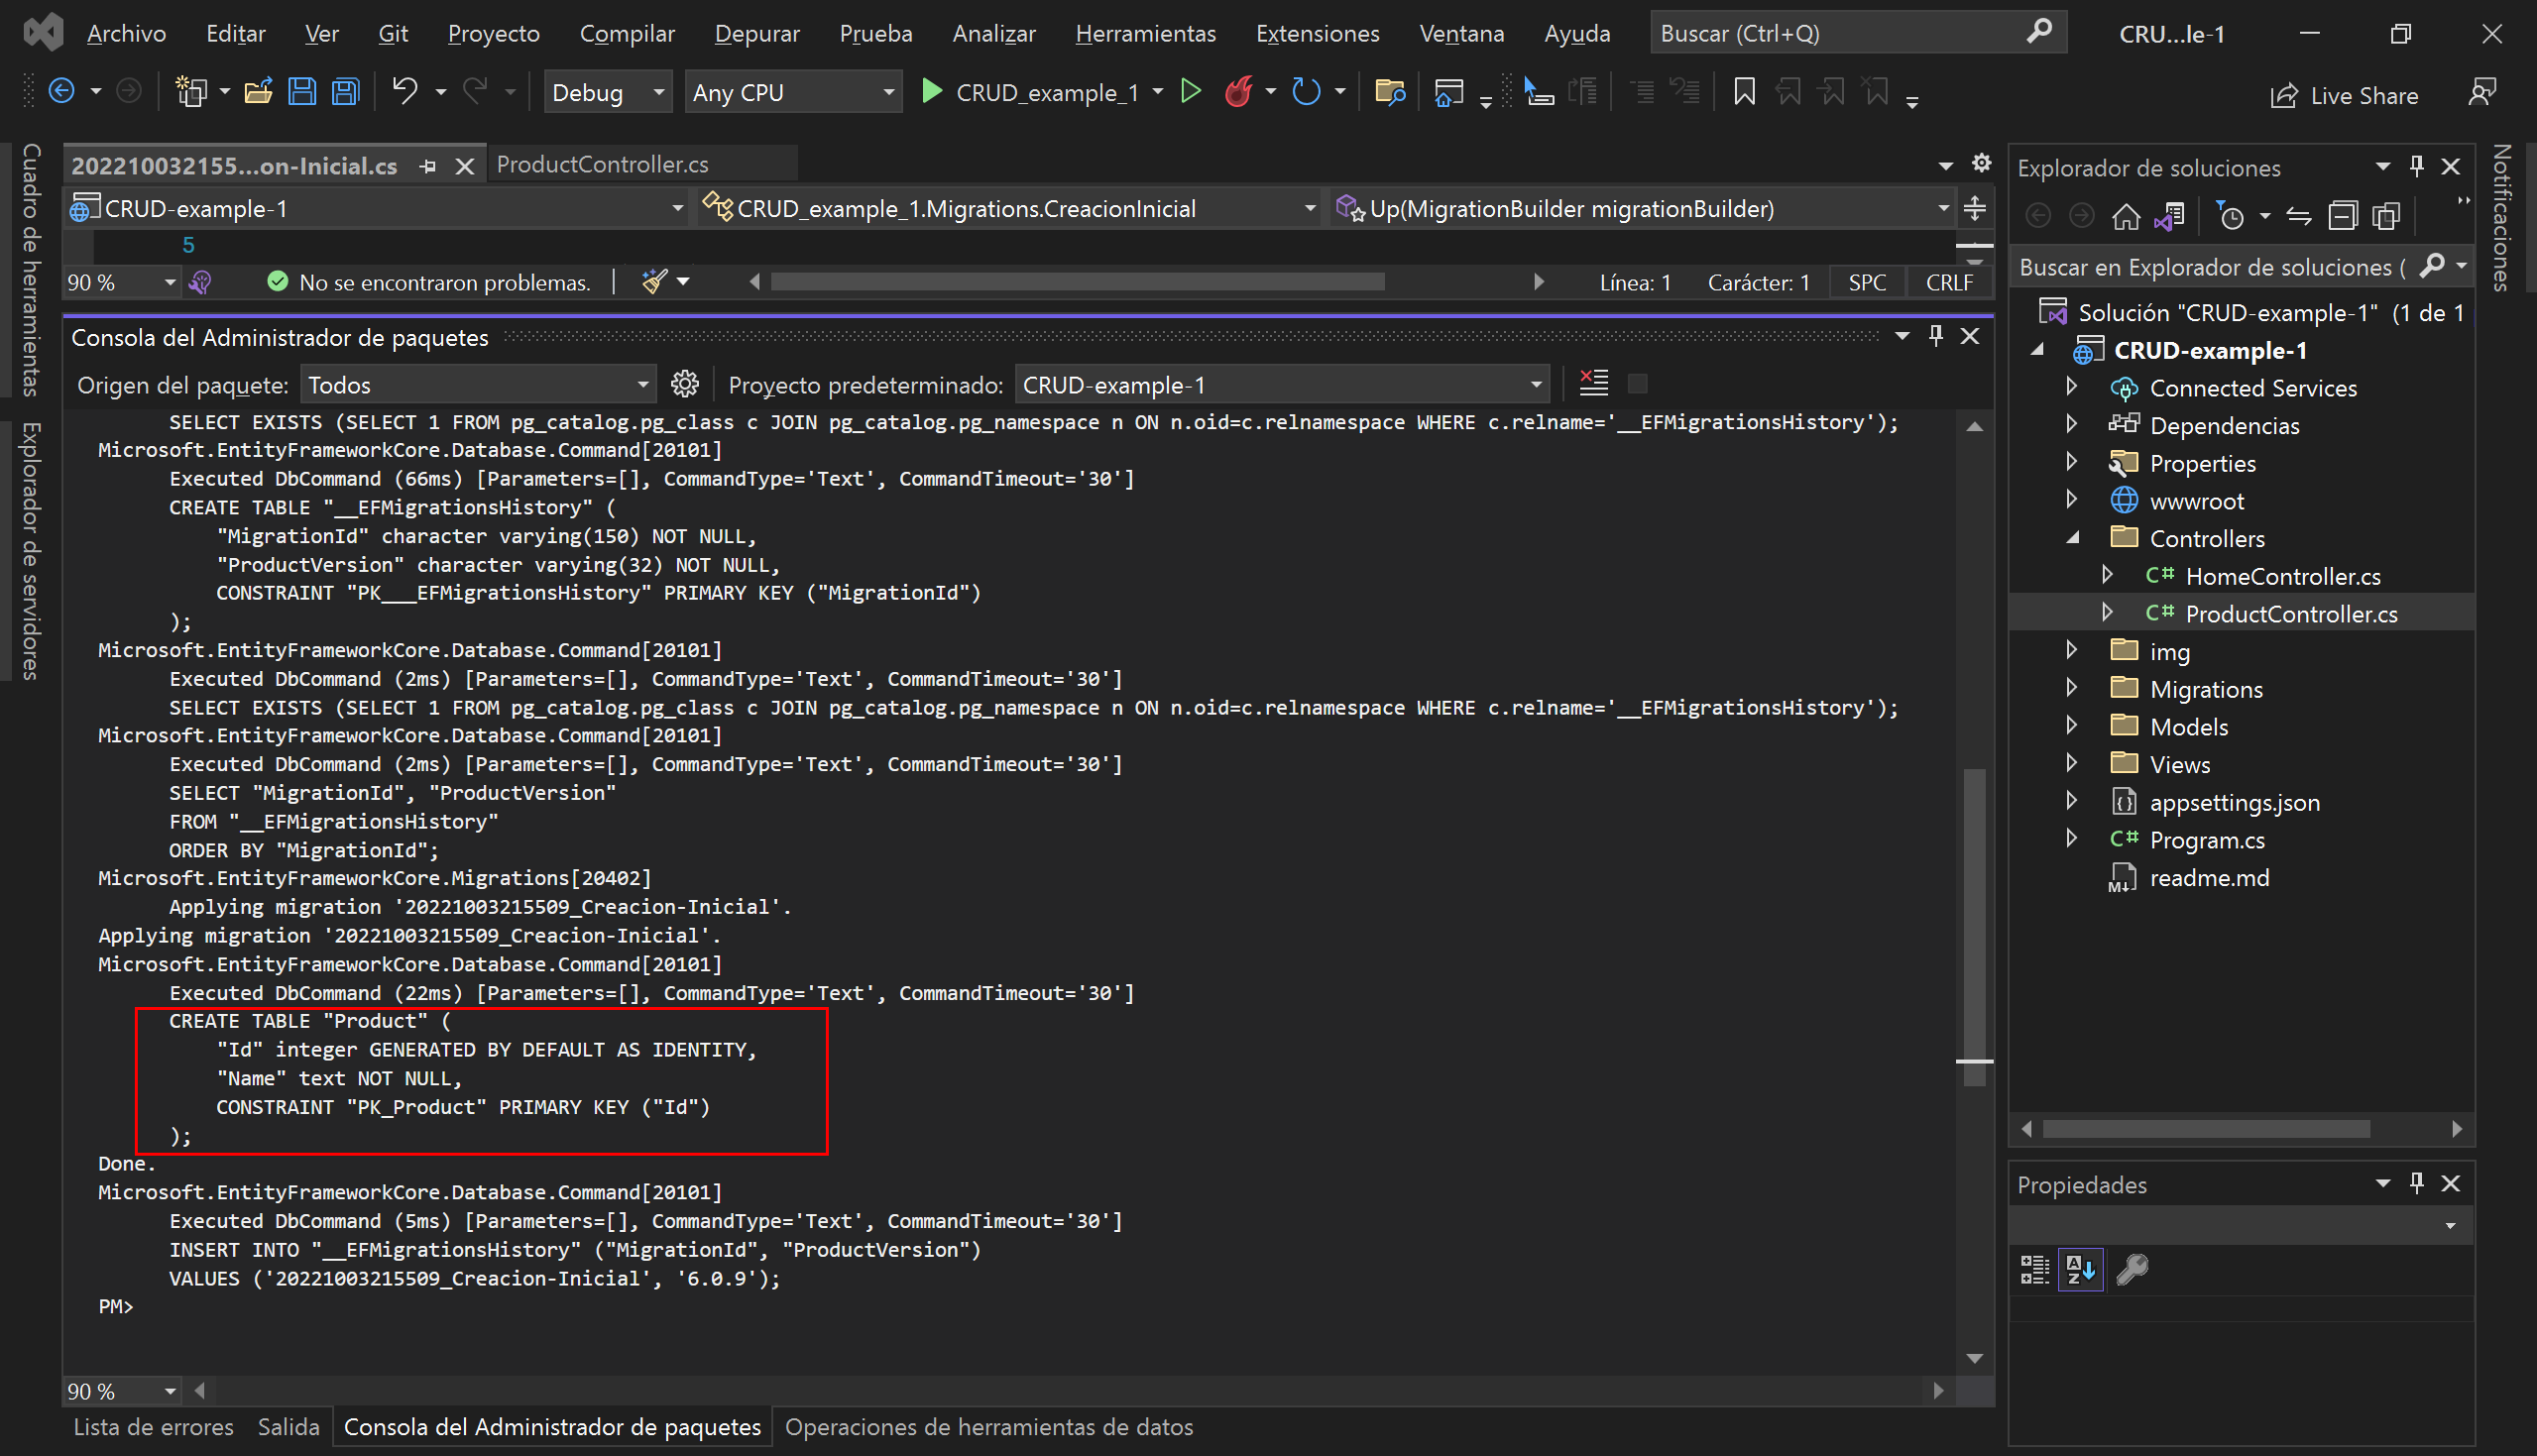 Archivo Editar Ver Git Proyecto Compilar Depurar Prueba Analizar Herramientas Extensiones Ventana Ayuda Buscar (Ctrl+Q) CRU...le-1
Debug Any CPU CRUD_example_1 Live Share
Cuadro de herramientas
Explorador de servidores
202210032155...on-Inicial.cs ProductController.cs
CRUD-example-1 CRUD_example_1.Migrations.CreacionInicial Up(MigrationBuilder migrationBuilder)
5
90 % No se encontraron problemas. Línea: 1 Carácter: 1 SPC CRLF
Consola del Administrador de paquetes
Origen del paquete: Todos Proyecto predeterminado: CRUD-example-1
SELECT EXISTS (SELECT 1 FROM pg_catalog.pg_class c JOIN pg_catalog.pg_namespace n ON n.oid=c.relnamespace WHERE c.relname='__EFMigrationsHistory');
Microsoft.EntityFrameworkCore.Database.Command[20101]
Executed DbCommand (66ms) [Parameters=[], CommandType='Text', CommandTimeout='30']
CREATE TABLE "__EFMigrationsHistory" (
"MigrationId" character varying(150) NOT NULL,
"ProductVersion" character varying(32) NOT NULL,
CONSTRAINT "PK___EFMigrationsHistory" PRIMARY KEY ("MigrationId")
);
Microsoft.EntityFrameworkCore.Database.Command[20101]
Executed DbCommand (2ms) [Parameters=[], CommandType='Text', CommandTimeout='30']
SELECT EXISTS (SELECT 1 FROM pg_catalog.pg_class c JOIN pg_catalog.pg_namespace n ON n.oid=c.relnamespace WHERE c.relname='__EFMigrationsHistory');
Microsoft.EntityFrameworkCore.Database.Command[20101]
Executed DbCommand (2ms) [Parameters=[], CommandType='Text', CommandTimeout='30']
SELECT "MigrationId", "ProductVersion"
FROM "__EFMigrationsHistory"
ORDER BY "MigrationId";
Microsoft.EntityFrameworkCore.Migrations[20402]
Applying migration '20221003215509_Creacion-Inicial'.
Applying migration '20221003215509_Creacion-Inicial'.
Microsoft.EntityFrameworkCore.Database.Command[20101]
Executed DbCommand (22ms) [Parameters=[], CommandType='Text', CommandTimeout='30']
CREATE TABLE "Product" (
"Id" integer GENERATED BY DEFAULT AS IDENTITY,
"Name" text NOT NULL,
CONSTRAINT "PK_Product" PRIMARY KEY ("Id")
);
Done.
Microsoft.EntityFrameworkCore.Database.Command[20101]
Executed DbCommand (5ms) [Parameters=[], CommandType='Text', CommandTimeout='30']
INSERT INTO "__EFMigrationsHistory" ("MigrationId", "ProductVersion")
VALUES ('20221003215509_Creacion-Inicial', '6.0.9');
PM>
90 %
Lista de errores Salida Consola del Administrador de paquetes Operaciones de herramientas de datos
Explorador de soluciones
Buscar en Explorador de soluciones (
Solución "CRUD-example-1" (1 de 1
CRUD-example-1
Connected Services
Dependencias
Properties
wwwroot
Controllers
C# HomeController.cs
C# ProductController.cs
img
Migrations
Models
Views
appsettings.json
C# Program.cs
readme.md
Propiedades
Notificaciones